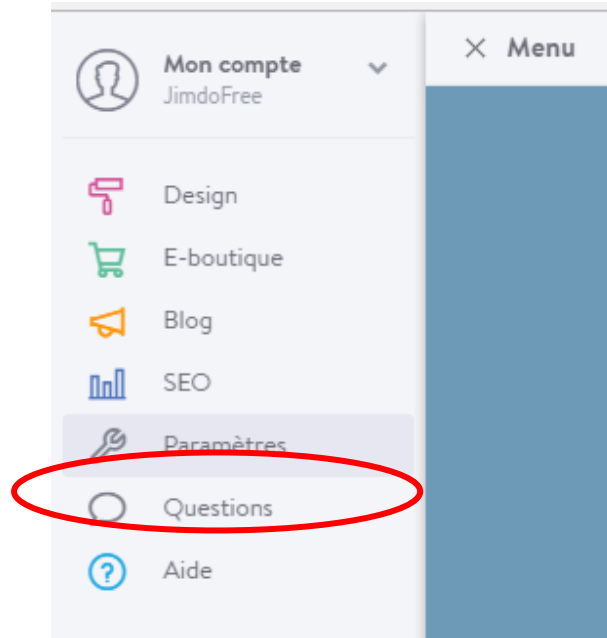 Mon compte
JimdoFree
Menu
Design
E-boutique
Blog
SEO
Paramètres
Questions
? Aide